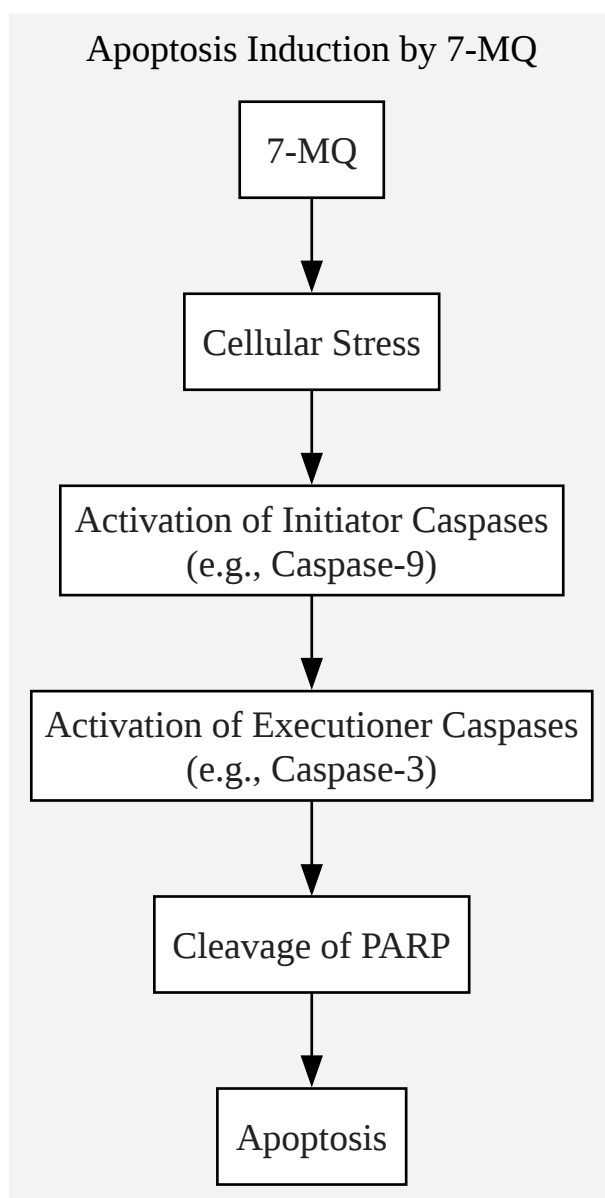 Apoptosis Induction by 7-MQ
7-MQ
Cellular Stress
Activation of Initiator Caspases
(e.g., Caspase-9)
Activation of Executioner Caspases
(e.g., Caspase-3)
Cleavage of PARP
Apoptosis